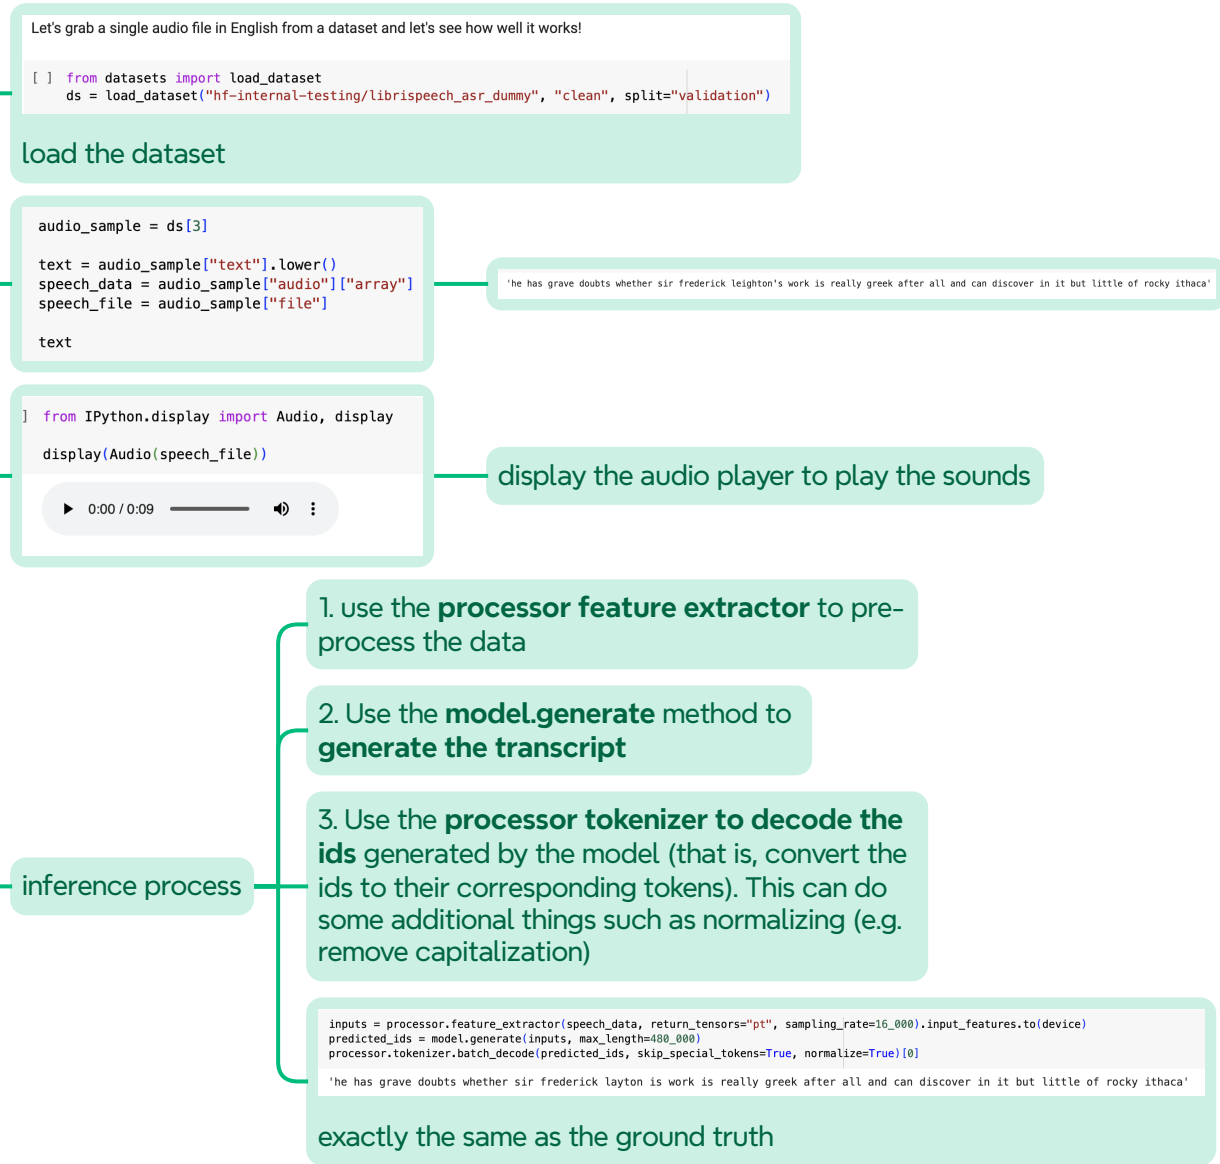 Let's grab a single audio file in English from a dataset and let's see how well it works!
[ ] from datasets import load_dataset
ds = load_dataset("hf-internal-testing/librispeech_asr_dummy", "clean", split="validation")
load the dataset
audio_sample = ds[3]
text = audio_sample["text"].lower()
speech_data = audio_sample["audio"]["array"]
speech_file = audio_sample["file"]
text
'he has grave doubts whether sir frederick leighton's work is really greek after all and can discover in it but little of rocky ithaca'
] from IPython.display import Audio, display
display(Audio(speech_file))
0:00 / 0:09
display the audio player to play the sounds
1. use the processor feature extractor to pre-
process the data
2. Use the model.generate method to
generate the transcript
3. Use the processor tokenizer to decode the
ids generated by the model (that is, convert the
ids to their corresponding tokens). This can do
some additional things such as normalizing (e.g.
remove capitalization)
inference process
inputs = processor.feature_extractor(speech_data, return_tensors="pt", sampling_rate=16_000).input_features.to(device)
predicted_ids = model.generate(inputs, max_length=480_000)
processor.tokenizer.batch_decode(predicted_ids, skip_special_tokens=True, normalize=True)[0]
'he has grave doubts whether sir frederick layton is work is really greek after all and can discover in it but little of rocky ithaca'
exactly the same as the ground truth